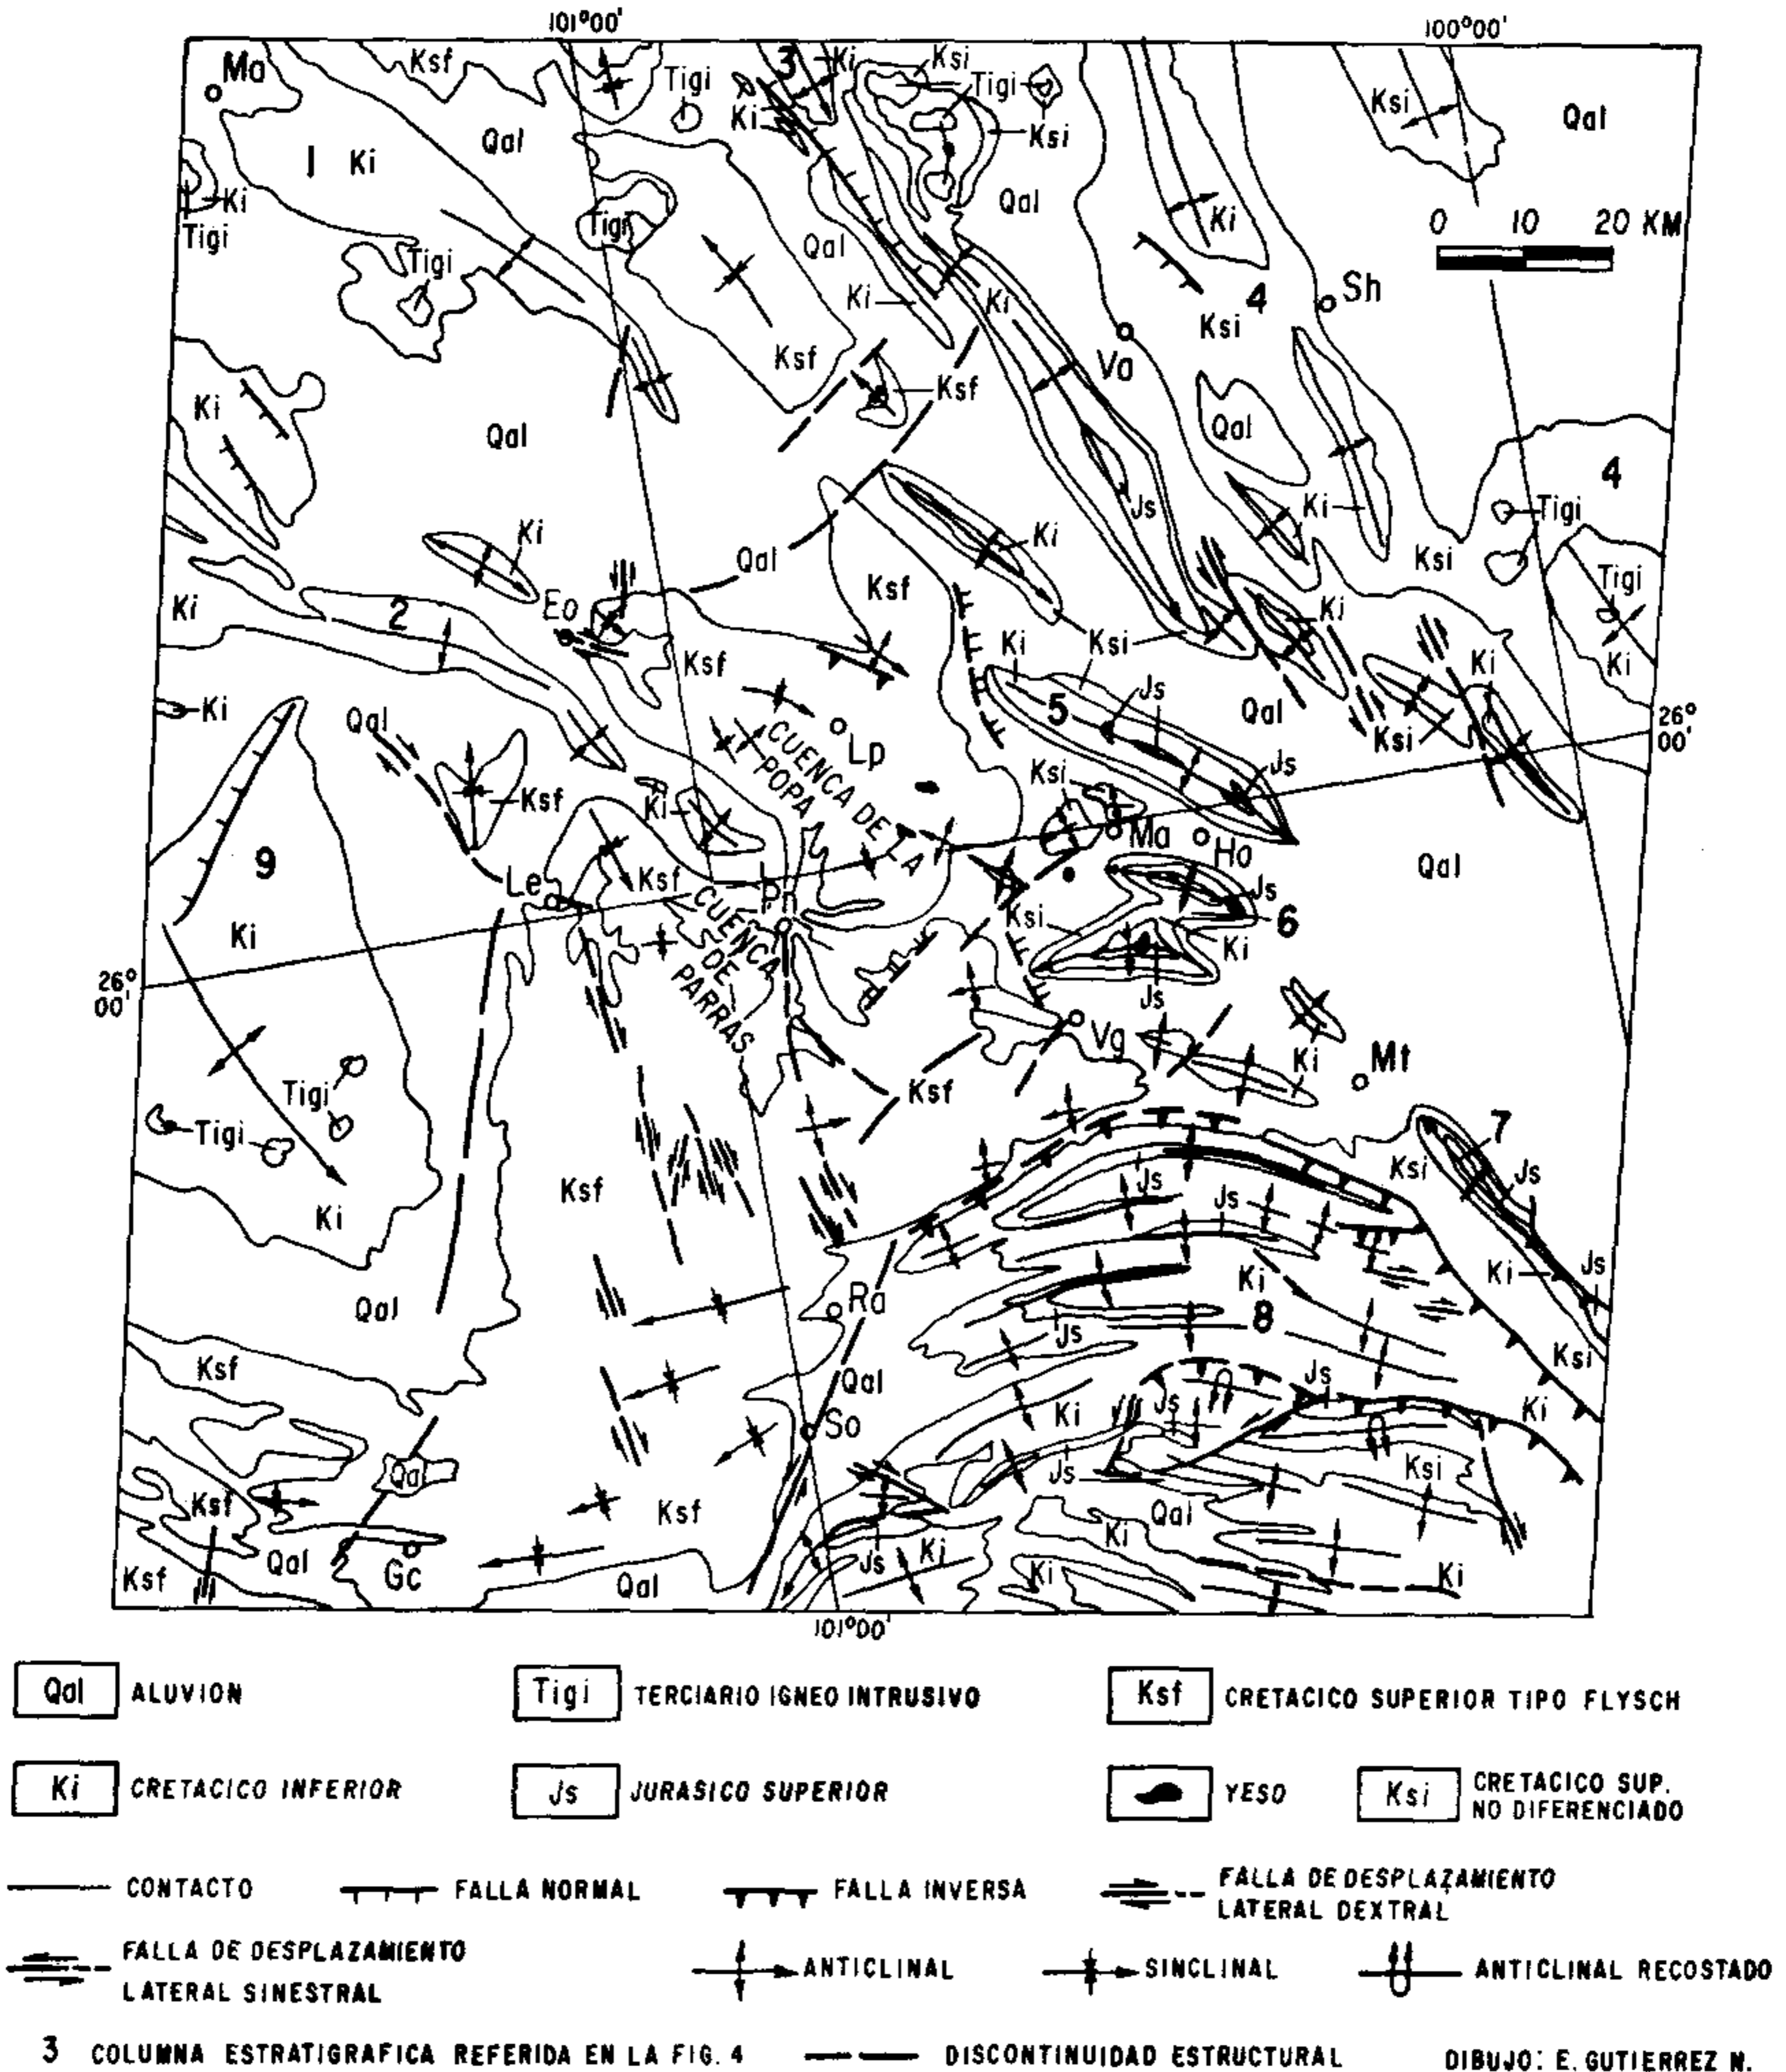 101°00'
100°00'
Ma
Ksf
3
Ki
Ksi
Tigi
Tigi
Ksi
Qal
Ki
Ksi
1
Ki
Qal
Ki
Tigi
Tigi
Qal
Qal
Ki
0 10 20 KM
Tigi
Ki
Ki
4
Sh
Ksi
Va
Ksf
Ksf
Ki
Qal
Qal
4
Js
Ki
Tigi
Ki
Ki
Qal
Ksi
Tigi
Ksf
Eo
Ki
2
Ki
Ksi
Ki
Ki
Ki
Ksf
Js
5
Qal
Ki
Qal
Lp
Ksi
26°
00'
CUENCA DE LA
POPA
Js
Ksi
Ksf
Ki
Ma
Ho
9
Qal
Le
Ksf
Pn
Js
CUENCA
DE
PARRAS
Ksi
6
Ki
Ki
26°
00'
Js
Vg
Ki
Mt
Tigi
Ksf
Tigi
7
Ksi
Js
Ksf
Js
Js
Ki
Ki
Js
Qal
Ra
Ki
8
Js
Ksi
Ksf
Qal
Js
Js
Ki
Ki
So
Qal
Js
Ksi
Ksf
Ksf
Qal
Ki
Qal
Gc
Js
Ki
Ki
Ki
Ksf
Qal
101°00'
Qal ALUVION
Tigi TERCIARIO IGNEO INTRUSIVO
Ksf CRETACICO SUPERIOR TIPO FLYSCH
Ki CRETACICO INFERIOR
Js JURASICO SUPERIOR
YESO
Ksi CRETACICO SUP.
NO DIFERENCIADO
CONTACTO
FALLA NORMAL
FALLA INVERSA
FALLA DE DESPLAZAMIENTO
LATERAL DEXTRAL
FALLA DE DESPLAZAMIENTO
LATERAL SINESTRAL
ANTICLINAL
SINCLINAL
ANTICLINAL RECOSTADO
3 COLUMNA ESTRATIGRAFICA REFERIDA EN LA FIG. 4
DISCONTINUIDAD ESTRUCTURAL
DIBUJO: E. GUTIERREZ N.